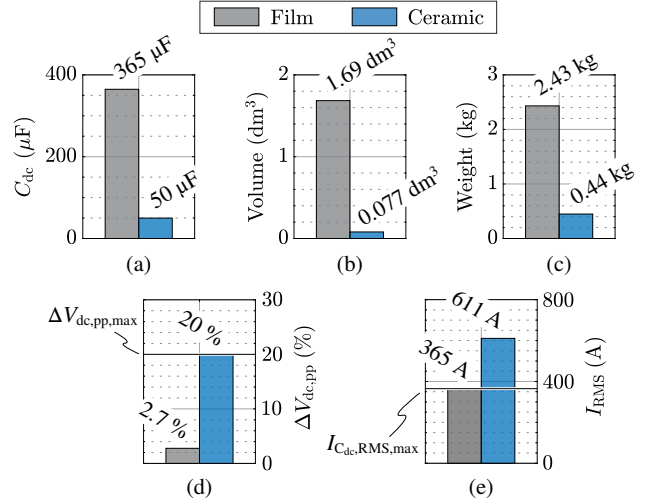 Film Ceramic
365 µF
50 µF
400
200
0
C_dc (µF)
(a)
1.69 dm³
0.077 dm³
2
1
0
Volume (dm³)
(b)
2.43 kg
0.44 kg
3
2
1
0
Weight (kg)
(c)
ΔV_dc,pp,max
20 %
2.7 %
30
20
10
0
ΔV_dc,pp (%)
(d)
611 A
365 A
I_Cdc,RMS,max
800
400
0
I_RMS (A)
(e)